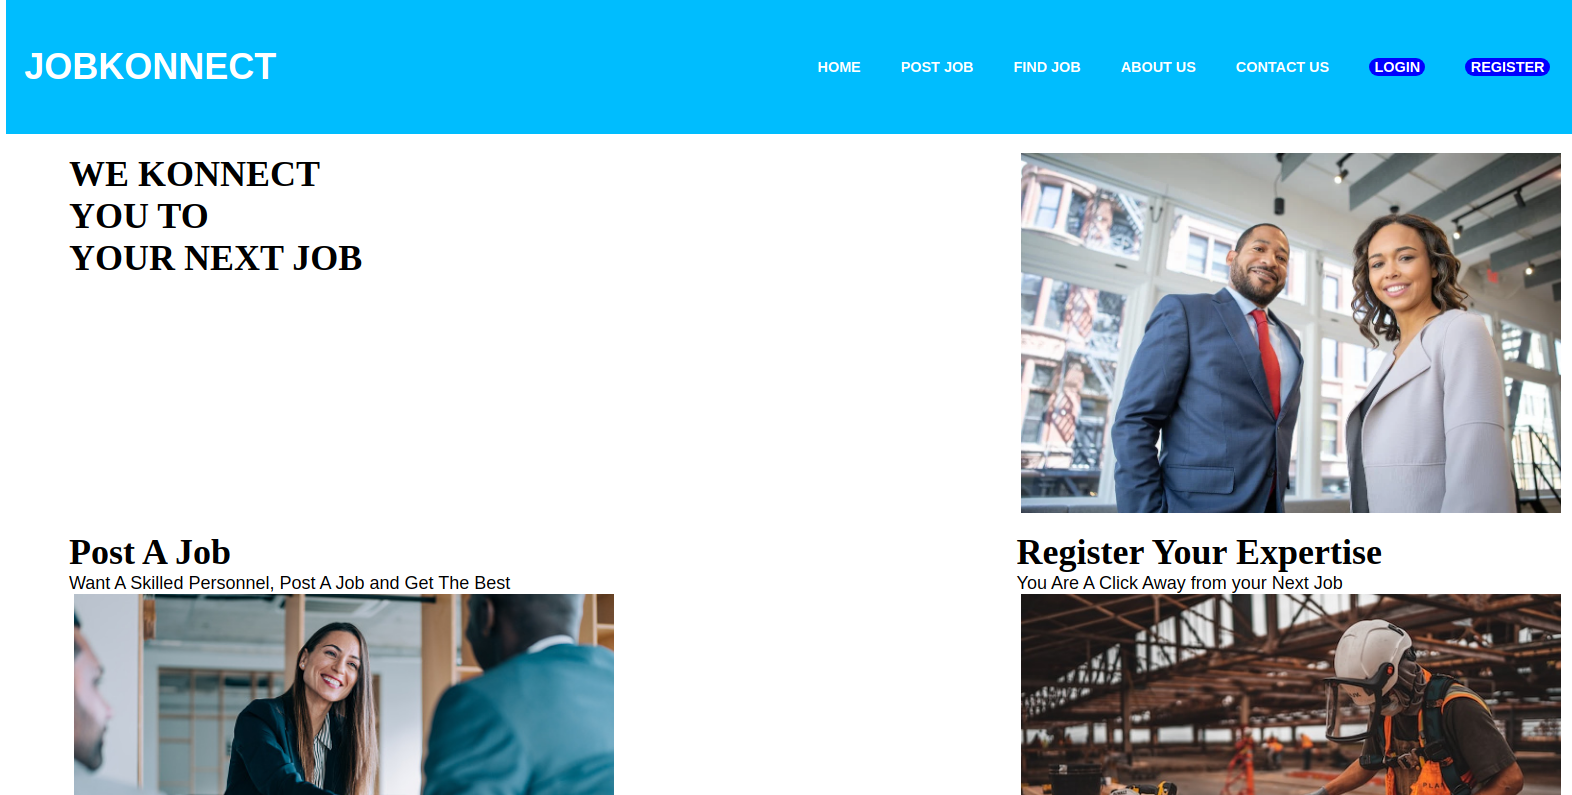 JOBKONNECT
HOME POST JOB FIND JOB ABOUT US CONTACT US LOGIN REGISTER
WE KONNECT
YOU TO
YOUR NEXT JOB
Post A Job
Want A Skilled Personnel, Post A Job and Get The Best
Register Your Expertise
You Are A Click Away from your Next Job